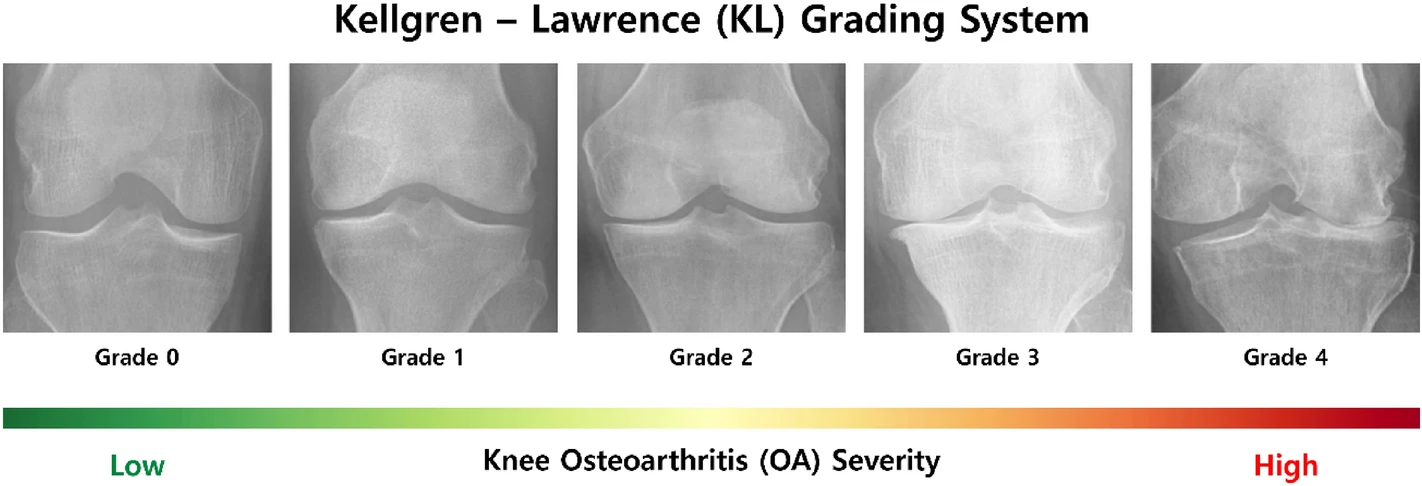 Kellgren – Lawrence (KL) Grading System
Grade 0
Grade 1
Grade 2
Grade 3
Grade 4
Low
Knee Osteoarthritis (OA) Severity
High